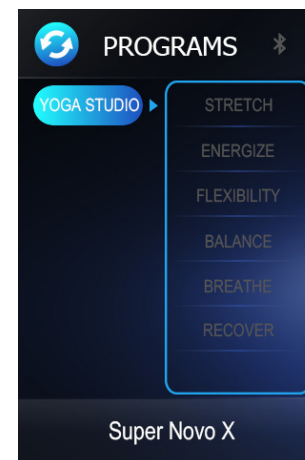 PROGRAMS
YOGA STUDIO
STRETCH
ENERGIZE
FLEXIBILITY
BALANCE
BREATHE
RECOVER
Super Novo X